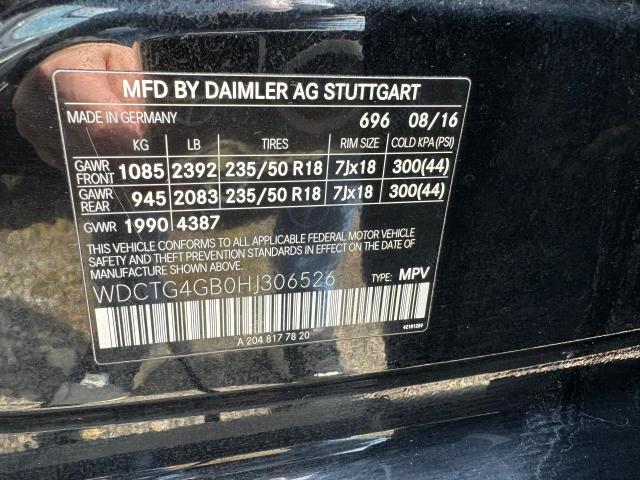 MFD BY DAIMLER AG STUTTGART
MADE IN GERMANY 696 08/16
KG LB TIRES RIM SIZE COLD KPA (PSI)
GAWR FRONT 1085 2392 235/50 R18 7Jx18 300(44)
GAWR REAR 945 2083 235/50 R18 7Jx18 300(44)
GVWR 1990 4387
THIS VEHICLE CONFORMS TO ALL APPLICABLE FEDERAL MOTOR VEHICLE
SAFETY AND THEFT PREVENTION STANDARDS IN EFFECT ON THE DATE OF
MANUFACTURE SHOWN ABOVE.
WDCTG4GB0HJ306526 TYPE: MPV
A 204 817 78 20